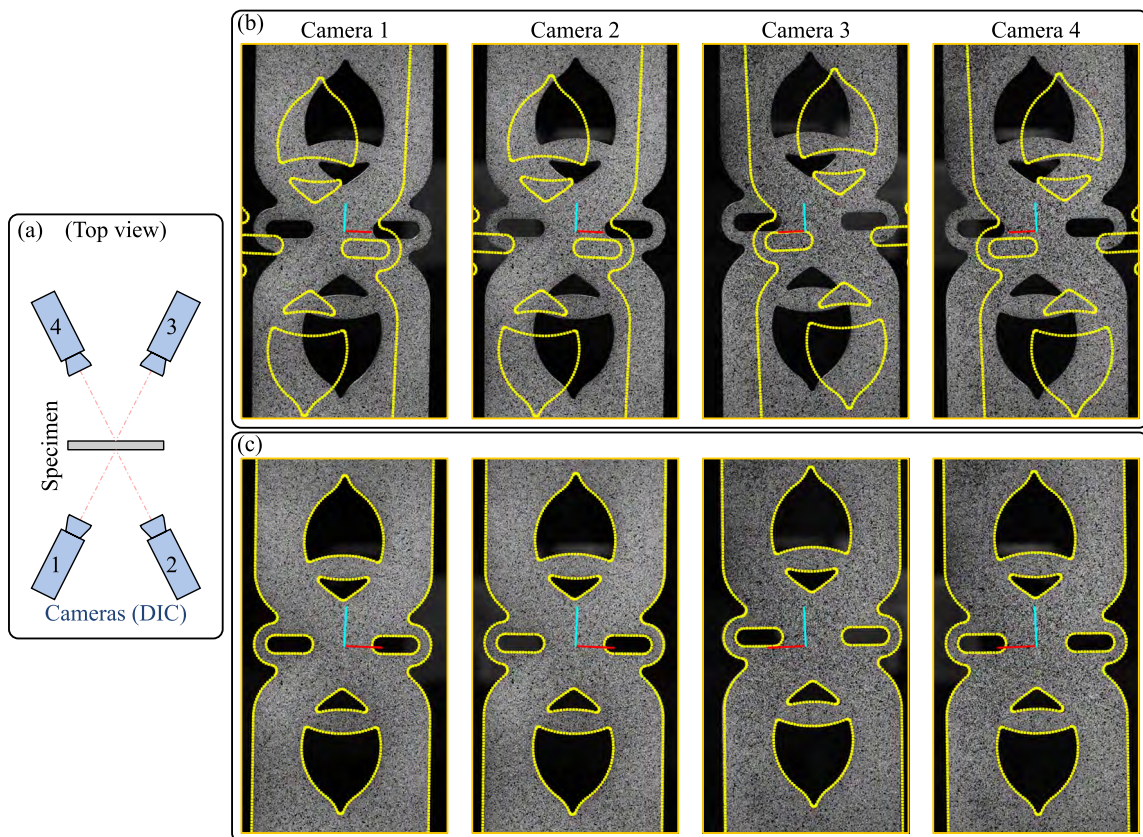 (a) (Top view)
4
3
Specimen
1
2
Cameras (DIC)
(b)
Camera 1
Camera 2
Camera 3
Camera 4
(c)